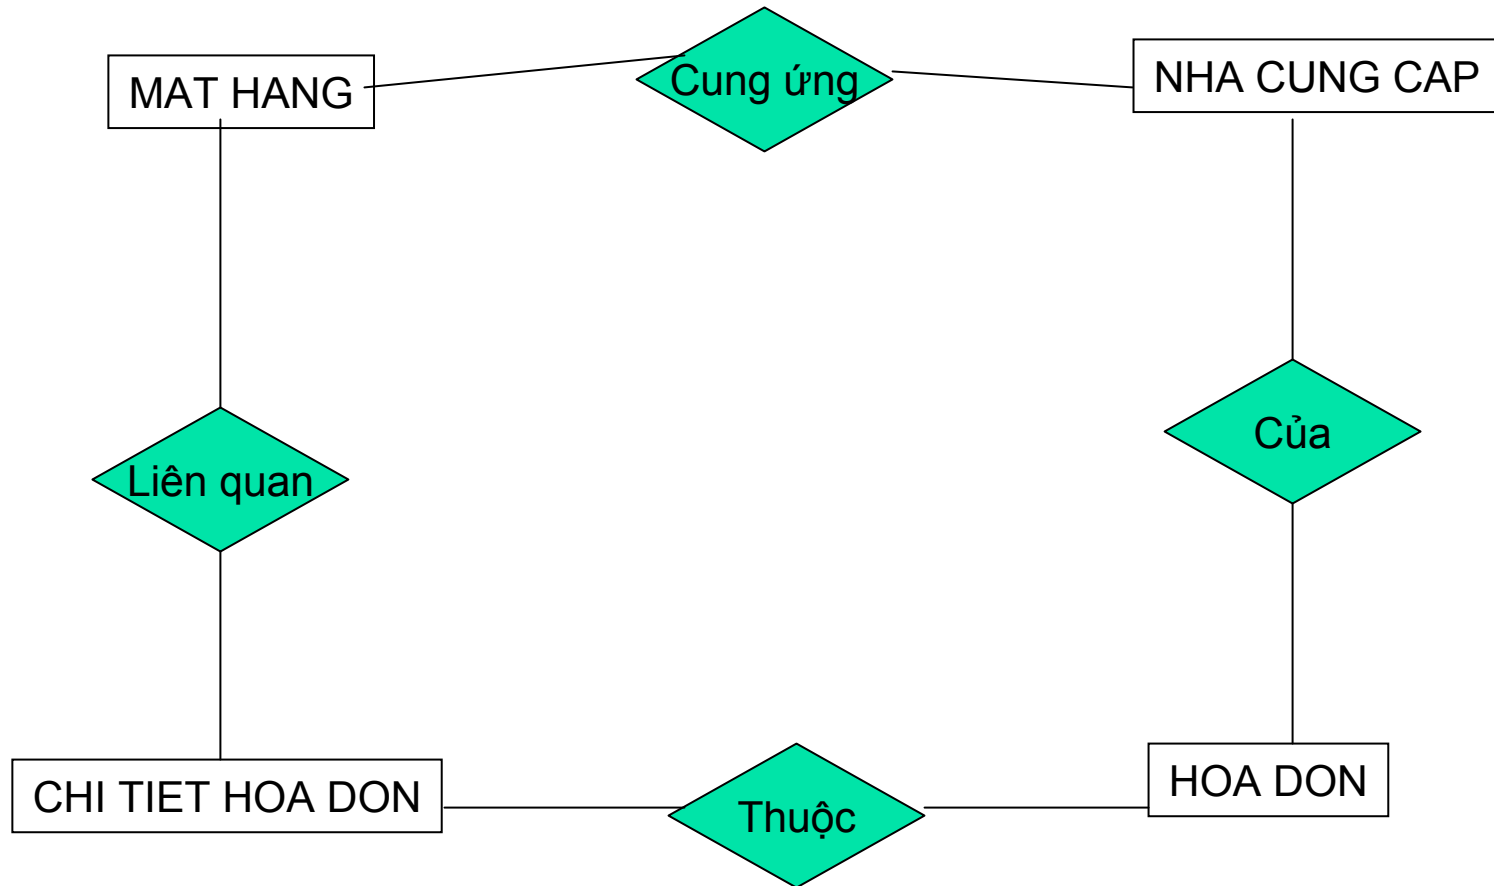 MAT HANG
Cung ứng
NHA CUNG CAP
Liên quan
Của
CHI TIET HOA DON
Thuộc
HOA DON